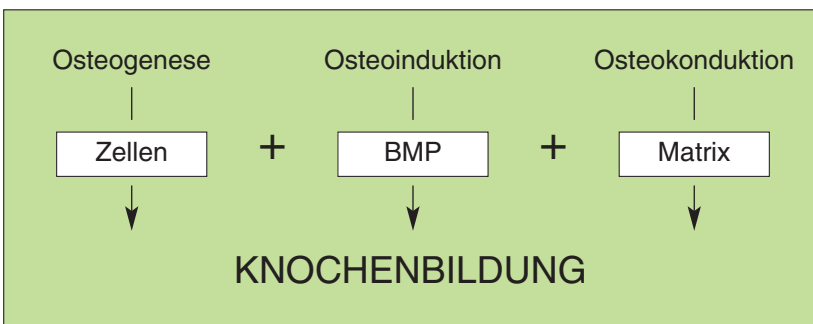 Osteogenese Osteoinduktion Osteokonduktion
Zellen + BMP + Matrix
KNOCHENBILDUNG